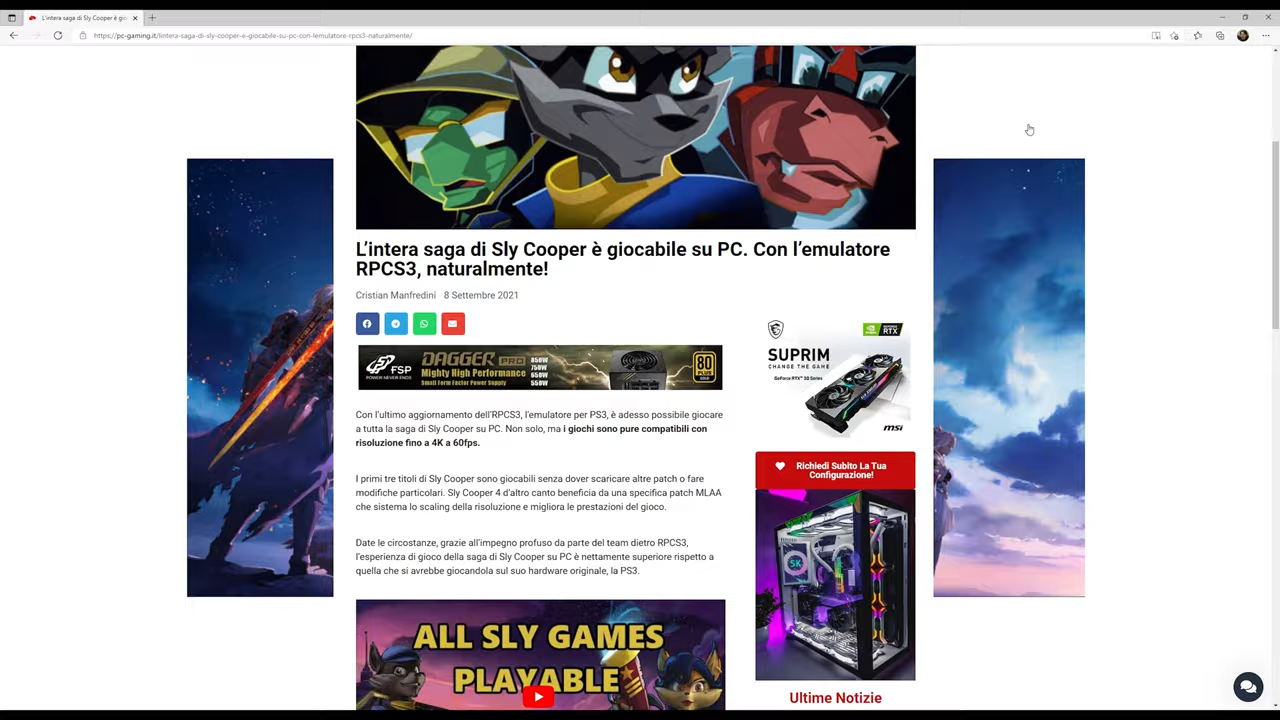 L'intera saga di Sly Cooper è gio
https://pc-gaming.it/lintera-saga-di-sly-cooper-e-giocabile-su-pc-con-lemulatore-rpcs3-naturalmente/
L'intera saga di Sly Cooper è giocabile su PC. Con l'emulatore
RPCS3, naturalmente!
Cristian Manfredini 8 Settembre 2021
FSP
POWER NEVER ENDS
DAGGER PRO
Mighty High Performance
Small Form Factor Power Supply
850W
750W
650W
550W
80
PLUS
GOLD
Con l'ultimo aggiornamento dell'RPCS3, l'emulatore per PS3, è adesso possibile giocare
a tutta la saga di Sly Cooper su PC. Non solo, ma i giochi sono pure compatibili con
risoluzione fino a 4K a 60fps.
I primi tre titoli di Sly Cooper sono giocabili senza dover scaricare altre patch o fare
modifiche particolari. Sly Cooper 4 d'altro canto beneficia da una specifica patch MLAA
che sistema lo scaling della risoluzione e migliora le prestazioni del gioco.
Date le circostanze, grazie all'impegno profuso da parte del team dietro RPCS3,
l'esperienza di gioco della saga di Sly Cooper su PC è nettamente superiore rispetto a
quella che si avrebbe giocandola sul suo hardware originale, la PS3.
ALL SLY GAMES
PLAYABLE
RTX
SUPRIM
CHANGE THE GAME
GeForce RTX™ 30 Series
msi
Richiedi Subito La Tua
Configurazione!
5K
Ultime Notizie